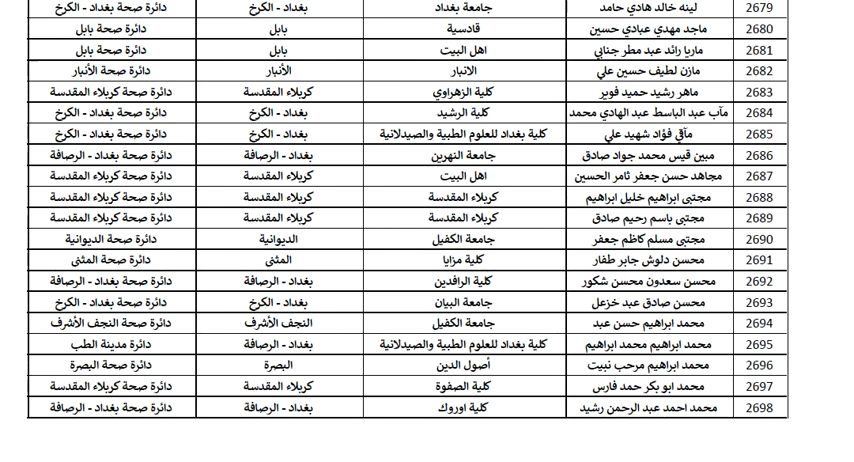 2679 لينه خالد هادي حامد جامعة بغداد بغداد - الكرخ دائرة صحة بغداد - الكرخ
2680 ماجد مهدي عبادي حسين قادسية بابل دائرة صحة بابل
2681 ماريا رائد عبد مطر جنابي اهل البيت بابل دائرة صحة بابل
2682 مازن لطيف حسين علي الانبار الأنبار دائرة صحة الأنبار
2683 ماهر رشيد حميد فوير كلية الزهراوي كربلاء المقدسة دائرة صحة كربلاء المقدسة
2684 مآب عبد الباسط عبد الهادي محمد كلية الرشيد بغداد - الكرخ دائرة صحة بغداد - الكرخ
2685 مآقي فؤاد شهيد علي كلية بغداد للعلوم الطبية والصيدلانية بغداد - الكرخ دائرة صحة بغداد - الكرخ
2686 مبين قيس محمد جواد صادق جامعة النهرين بغداد - الرصافة دائرة صحة بغداد - الرصافة
2687 مجاهد حسن جعفر ثامر الحسين اهل البيت كربلاء المقدسة دائرة صحة كربلاء المقدسة
2688 مجتبى ابراهيم خليل ابراهيم كربلاء المقدسة كربلاء المقدسة دائرة صحة كربلاء المقدسة
2689 مجتبى باسم رحيم صادق كربلاء المقدسة كربلاء المقدسة دائرة صحة كربلاء المقدسة
2690 مجتبى مسلم كاظم جعفر جامعة الكفيل الديوانية دائرة صحة الديوانية
2691 محسن دلوش جابر طفار كلية مزايا المثنى دائرة صحة المثنى
2692 محسن سعدون محسن شكور كلية الرافدين بغداد - الرصافة دائرة صحة بغداد - الرصافة
2693 محسن صادق عبد خزعل جامعة البيان بغداد - الكرخ دائرة صحة بغداد - الكرخ
2694 محمد ابراهيم حسن عبد جامعة الكفيل النجف الأشرف دائرة صحة النجف الأشرف
2695 محمد ابراهيم محمد ابراهيم كلية بغداد للعلوم الطبية والصيدلانية بغداد - الرصافة دائرة مدينة الطب
2696 محمد ابراهيم مرحب نبيت أصول الدين البصرة دائرة صحة البصرة
2697 محمد ابو بكر حمد فارس كلية الصفوة كربلاء المقدسة دائرة صحة كربلاء المقدسة
2698 محمد احمد عبد الرحمن رشيد كلية اوروك بغداد - الرصافة دائرة صحة بغداد - الرصافة